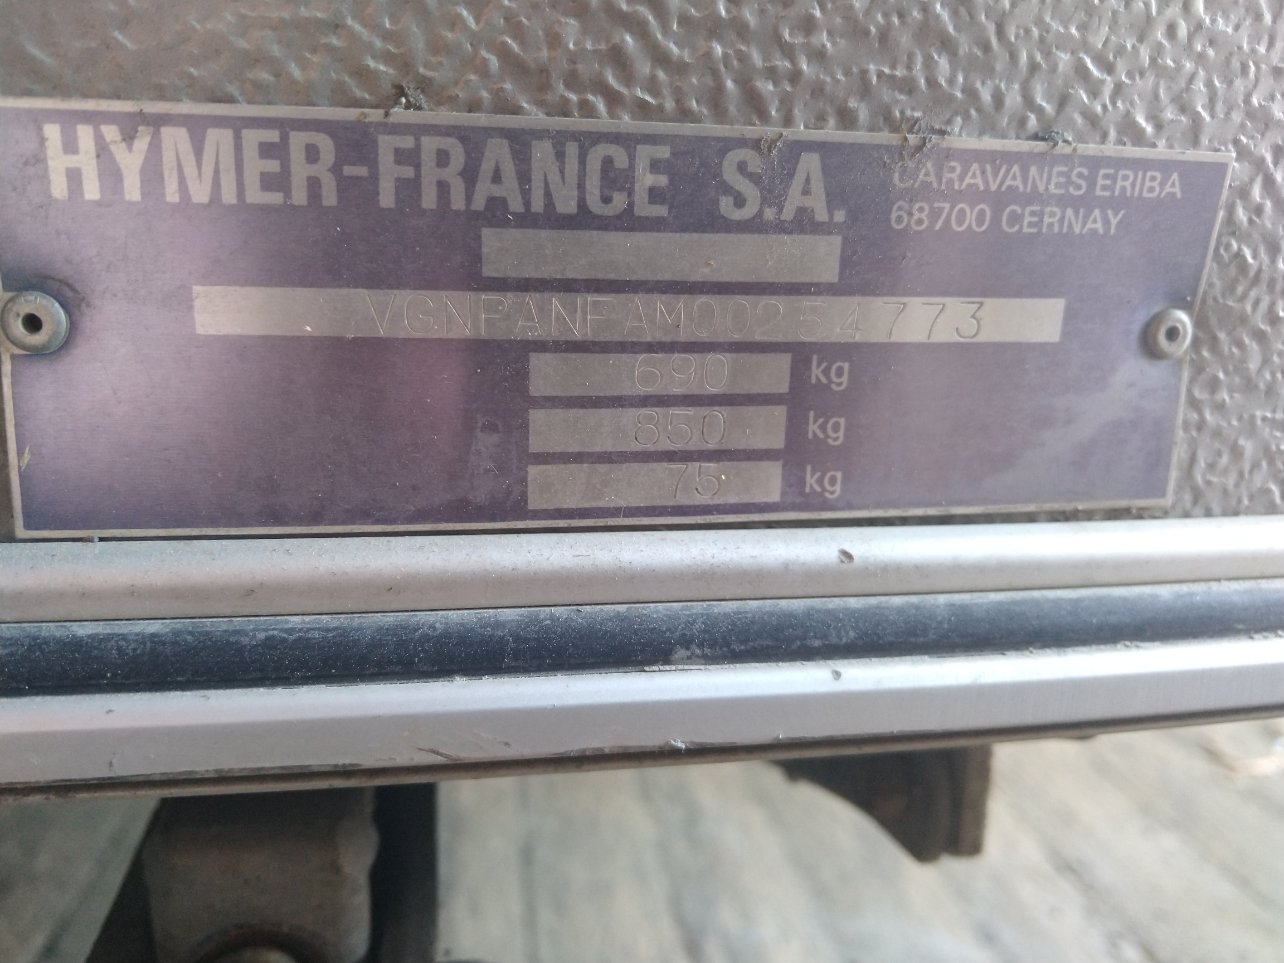 HYMER-FRANCE S.A.
CARAVANES ERIBA
68700 CERNAY
VGNPANFAM00254773
690 kg
850 kg
75 kg